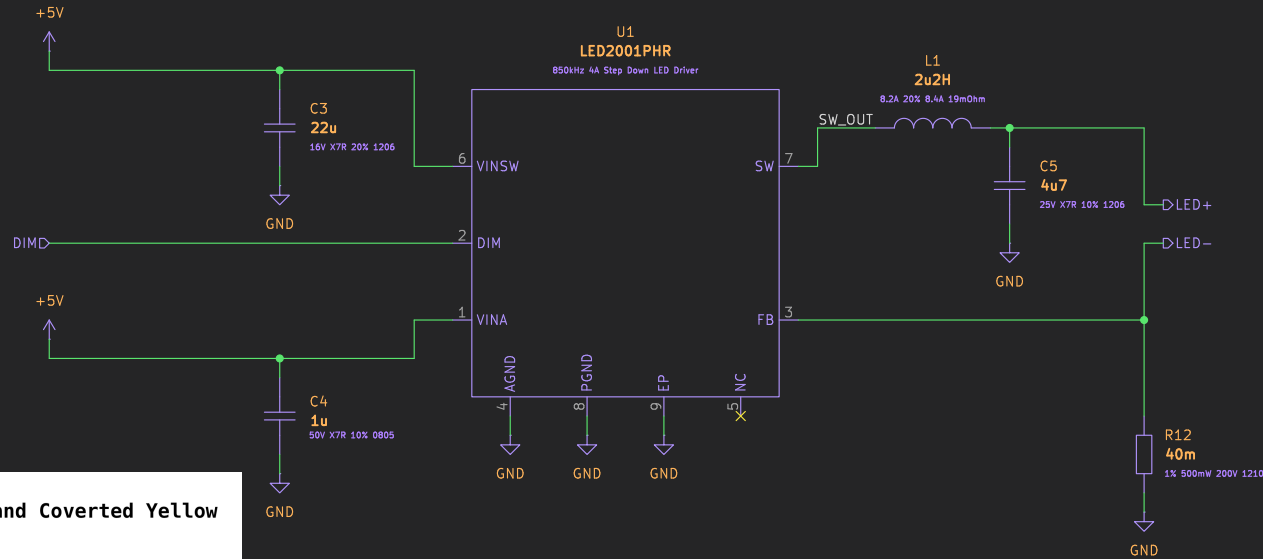 +5V
U1
LED2001PHR
850kHz 4A Step Down LED Driver
L1
2u2H
8.2A 20% 8.4A 19mOhm
C3
22u
16V X7R 20% 1206
SW_OUT
6 VINSW
SW 7
C5
4u7
25V X7R 10% 1206
GND
LED+
DIM
2 DIM
LED-
GND
+5V
1 VINA
FB 3
AGND
PGND
EP
NC
4
8
9
5
C4
1u
50V X7R 10% 0805
R12
40m
1% 500mW 200V 1210
GND
GND
GND
and Coverted Yellow
GND
GND